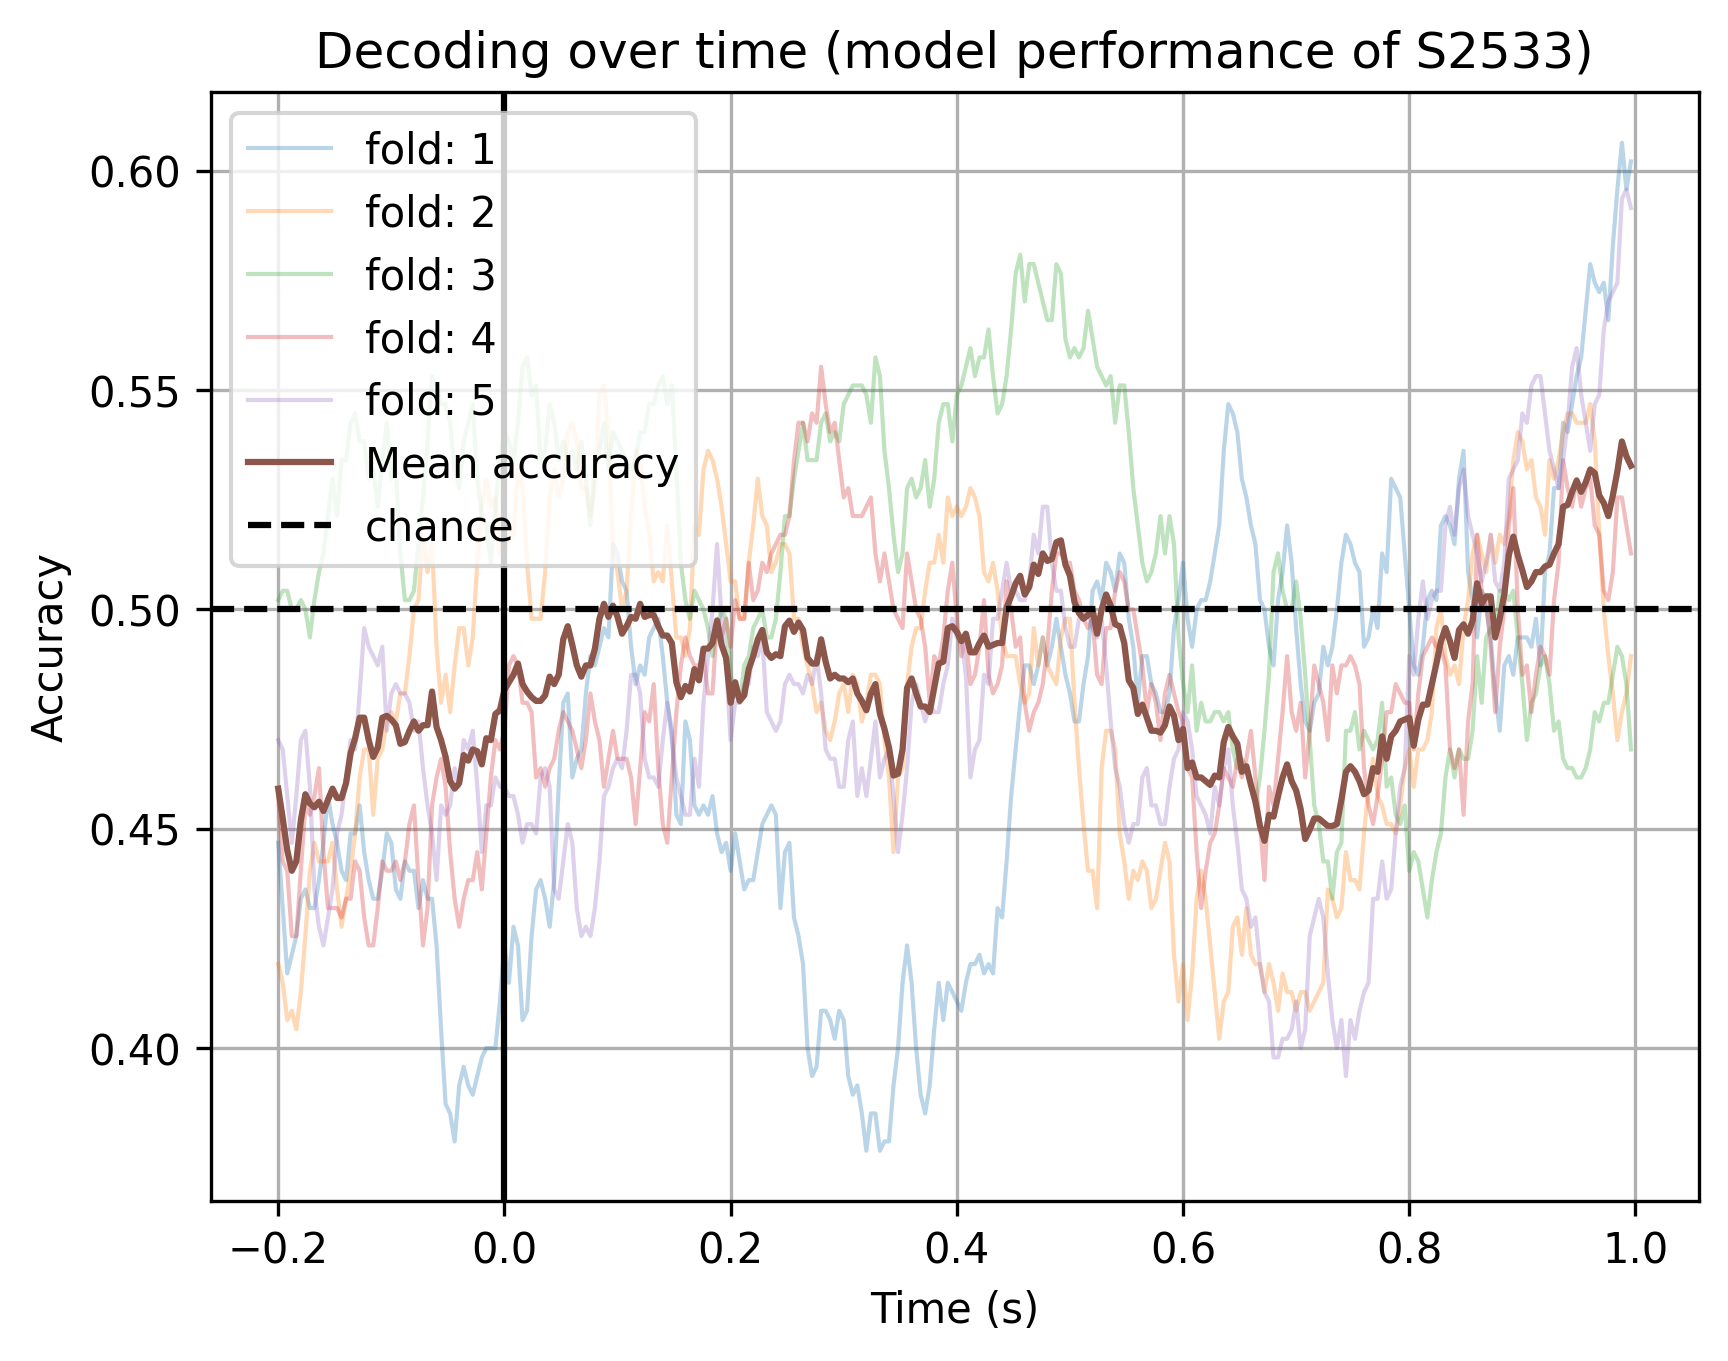 Decoding over time (model performance of S2533)
fold: 1
fold: 2
fold: 3
fold: 4
fold: 5
Mean accuracy
chance
0.60
0.55
0.50
0.45
0.40
Accuracy
−0.2 0.0 0.2 0.4 0.6 0.8 1.0
Time (s)